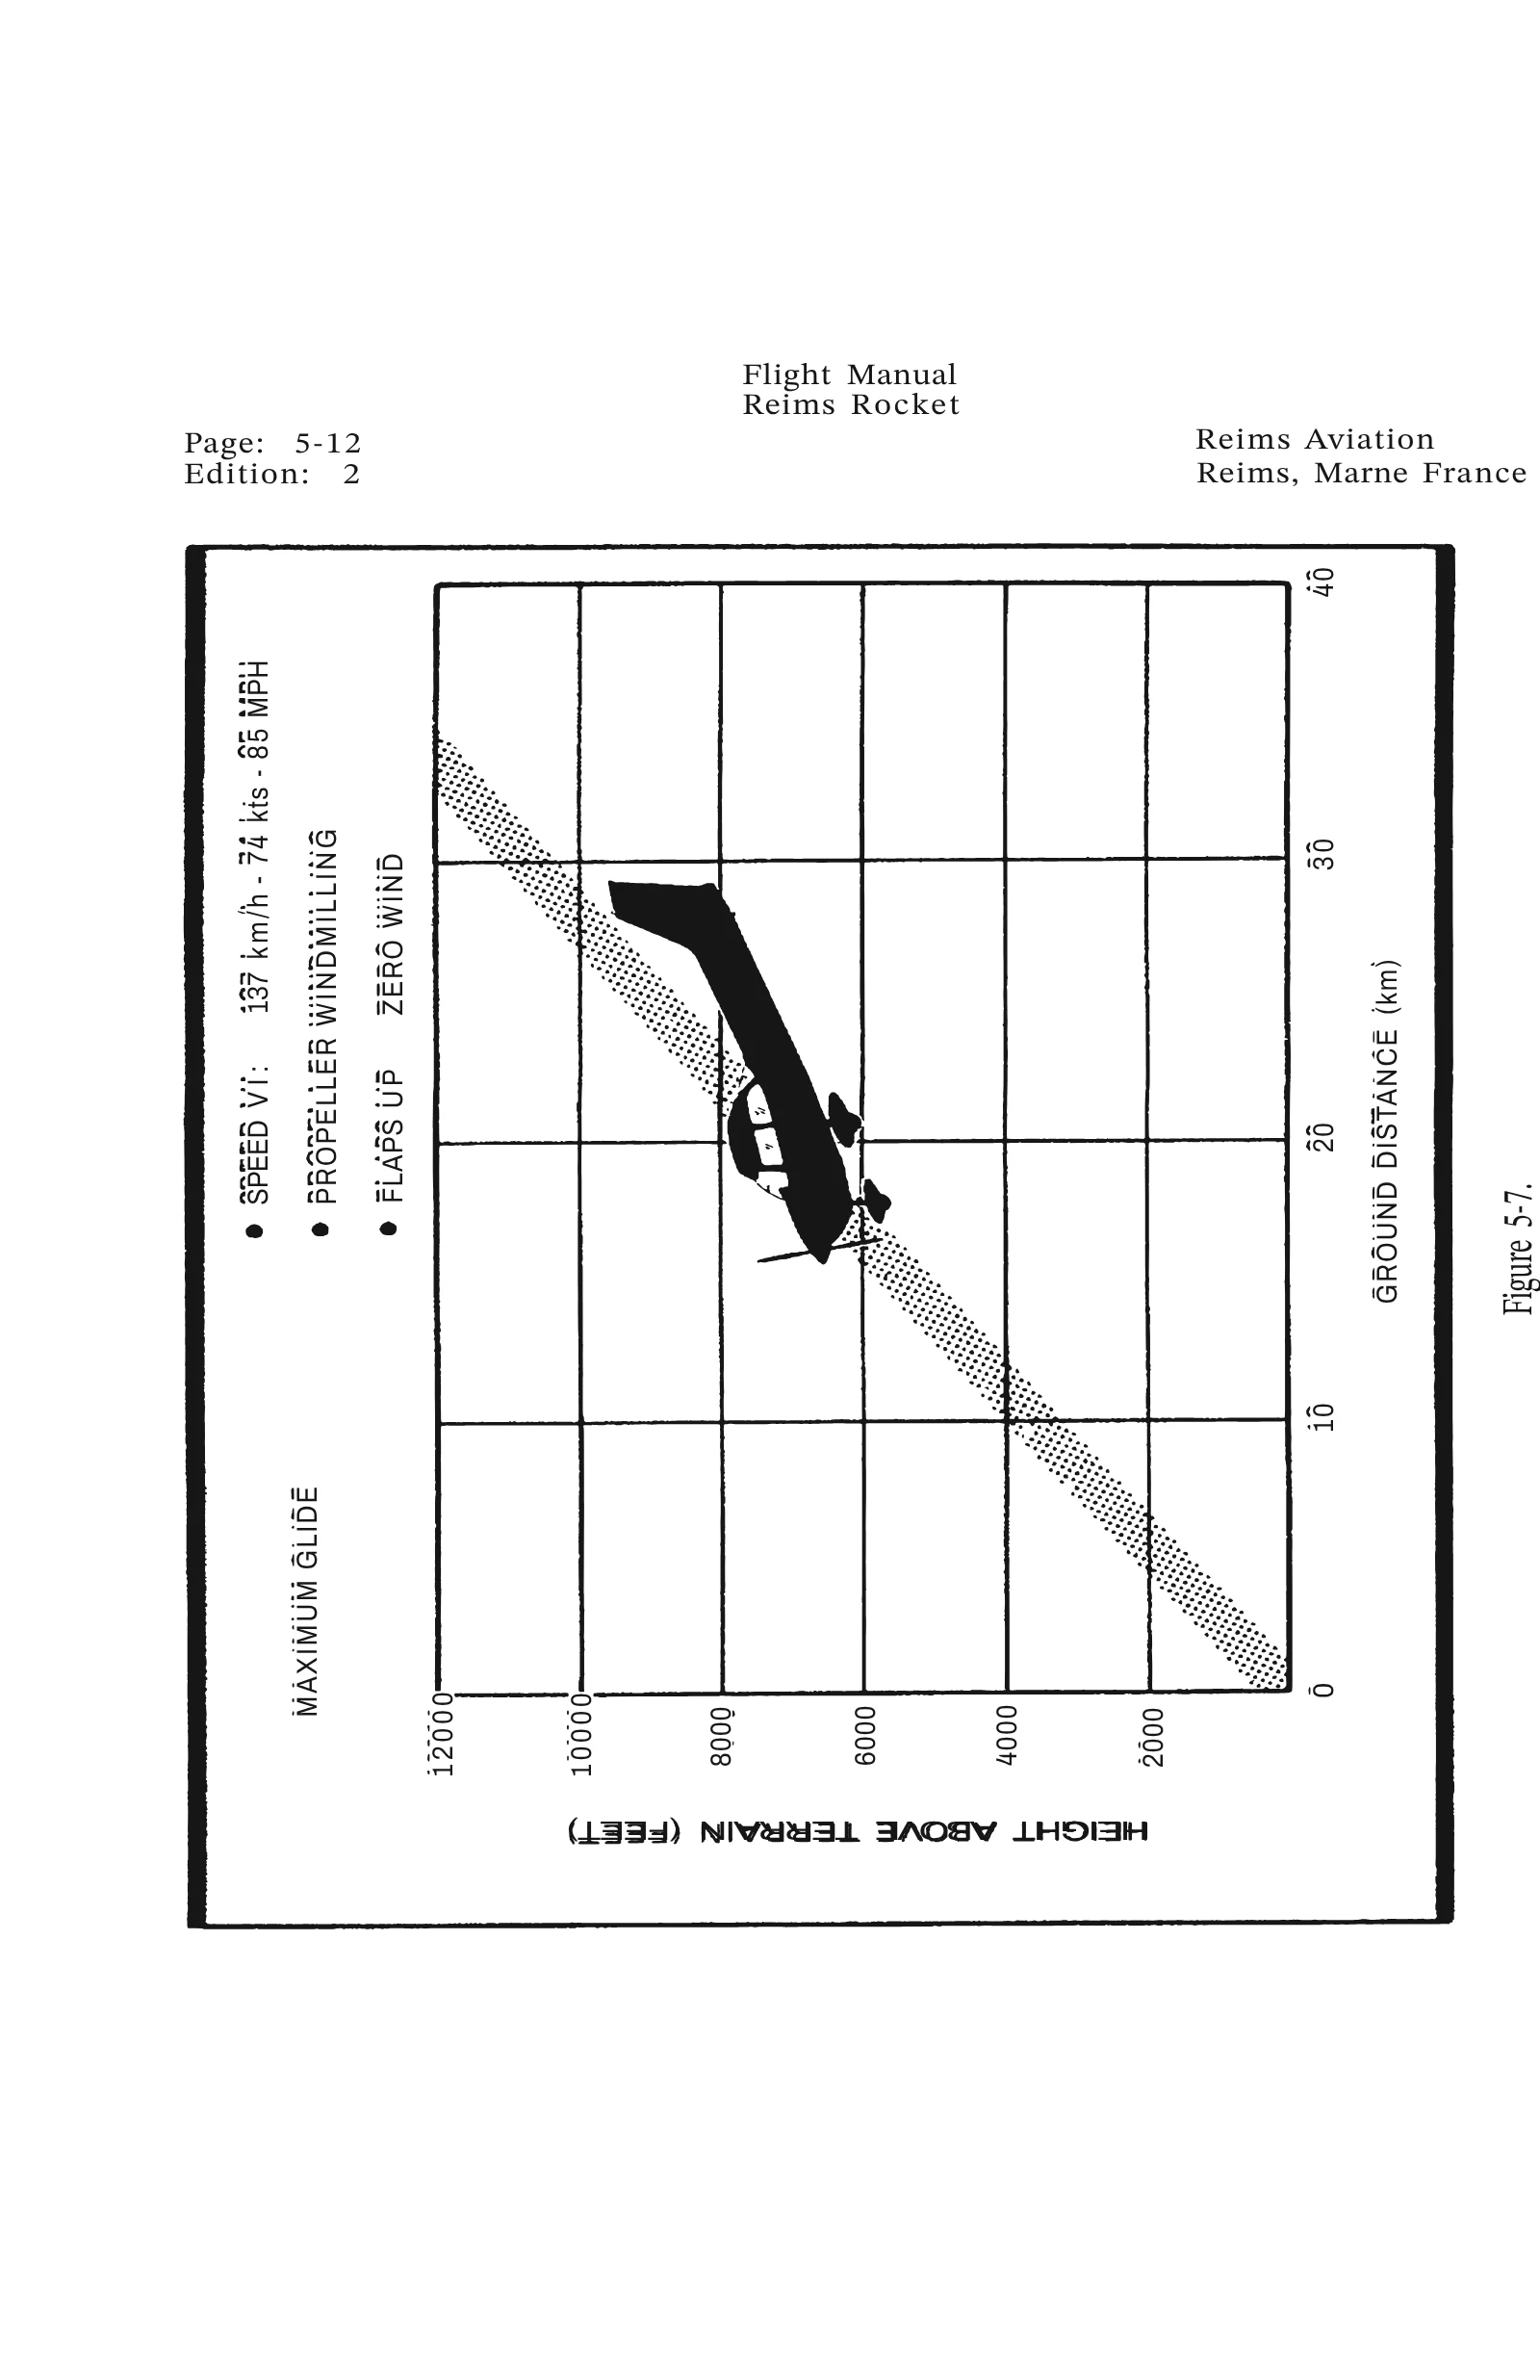 Flight Manual
Reims Rocket
Page: 5-12
Edition: 2
Reims Aviation
Reims, Marne France
MAXIMUM GLIDE
● SPEED VI: 137 km/h - 74 kts - 85 MPH
● PROPELLER WINDMILLING
● FLAPS UP ZERO WIND
HEIGHT ABOVE TERRAIN (FEET)
12000
10000
8000
6000
4000
2000
0
10
20
30
40
GROUND DISTANCE (km)
Figure 5-7.